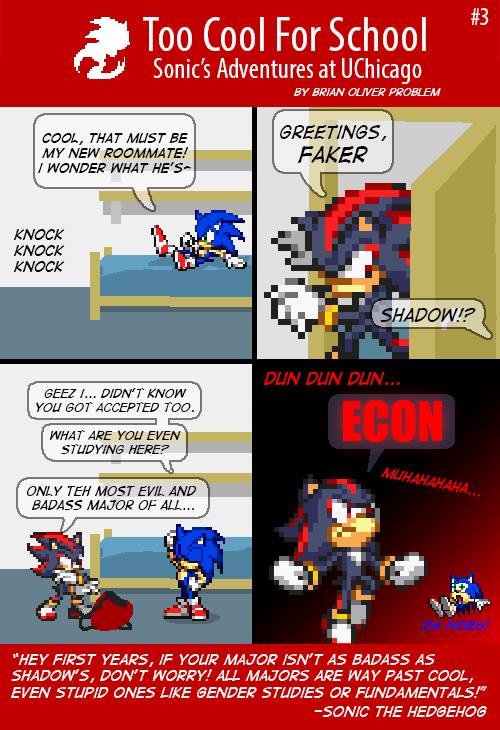 #3
Too Cool For School
Sonic's Adventures at UChicago
BY BRIAN OLIVER PROBLEM
COOL, THAT MUST BE
MY NEW ROOMMATE!
I WONDER WHAT HE'S~
KNOCK
KNOCK
KNOCK
GREETINGS,
FAKER
SHADOW!?
GEEZ I... DIDN'T KNOW
YOU GOT ACCEPTED TOO.
WHAT ARE YOU EVEN
STUDYING HERE?
ONLY TEH MOST EVIL AND
BADASS MAJOR OF ALL...
DUN DUN DUN...
ECON
MUHAHAHAHA...
OH NOES!
"HEY FIRST YEARS, IF YOUR MAJOR ISN'T AS BADASS AS
SHADOW'S, DON'T WORRY! ALL MAJORS ARE WAY PAST COOL,
EVEN STUPID ONES LIKE GENDER STUDIES OR FUNDAMENTALS!"
-SONIC THE HEDGEHOG